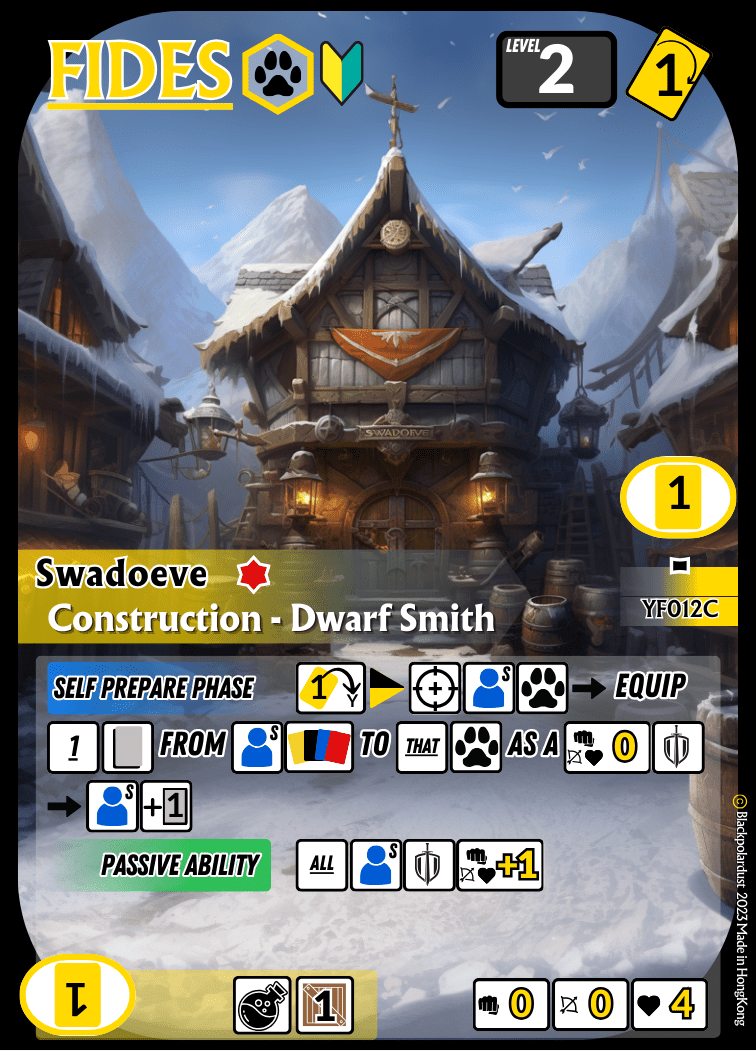 FIDES
LEVEL 2
1
SWADOEVE
1
Swadoeve
Construction - Dwarf Smith
YF012C
SELF PREPARE PHASE 1 Y S EQUIP
1 FROM S TO THAT AS A 0
S +1
PASSIVE ABILITY ALL S +1
1 1 0 0 4
© Blackpolardust 2023 Made in HongKong